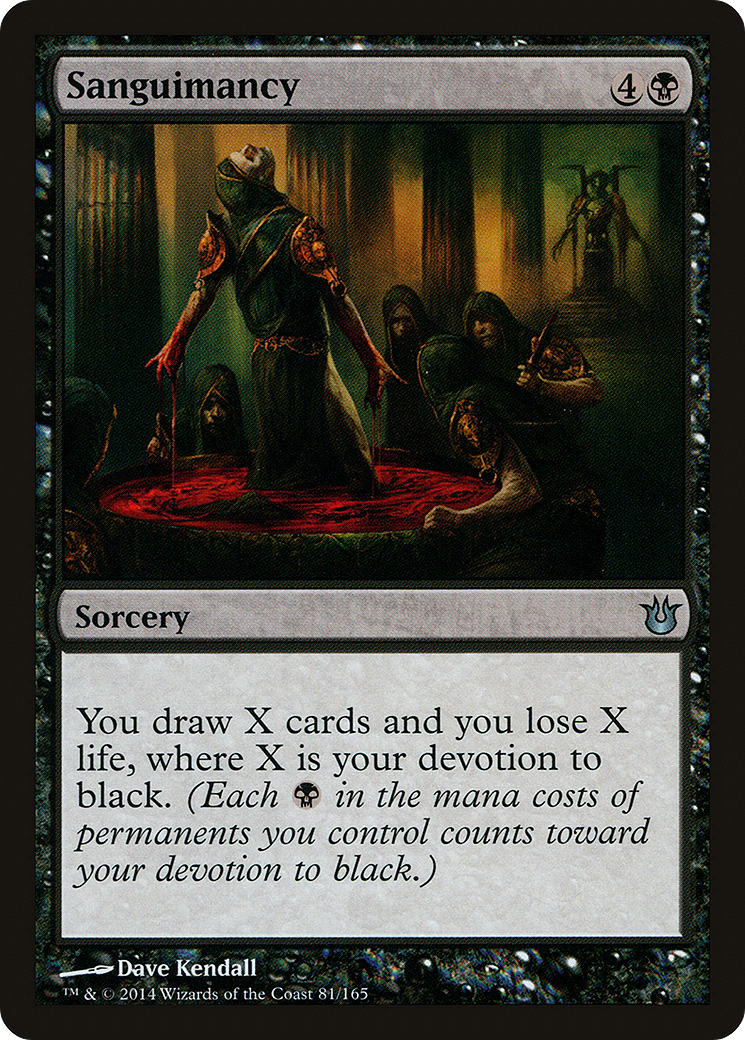 Sanguimancy 4
Sorcery
You draw X cards and you lose X
life, where X is your devotion to
black. (Each in the mana costs of
permanents you control counts toward
your devotion to black.)
Dave Kendall
™ & © 2014 Wizards of the Coast 81/165